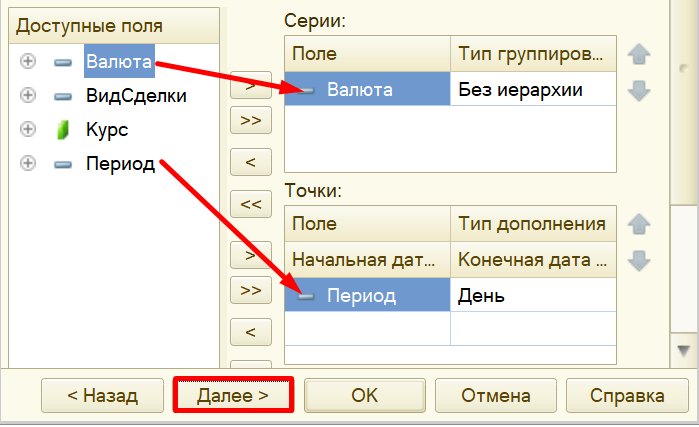 Доступные поля
Валюта
ВидСделки
Курс
Период
>
>>
<
<<
>
>>
<
Серии:
Поле Тип группиров...
Валюта Без иерархии
Точки:
Поле Тип дополнения
Начальная дат... Конечная дата ...
Период День
< Назад Далее > OK Отмена Справка